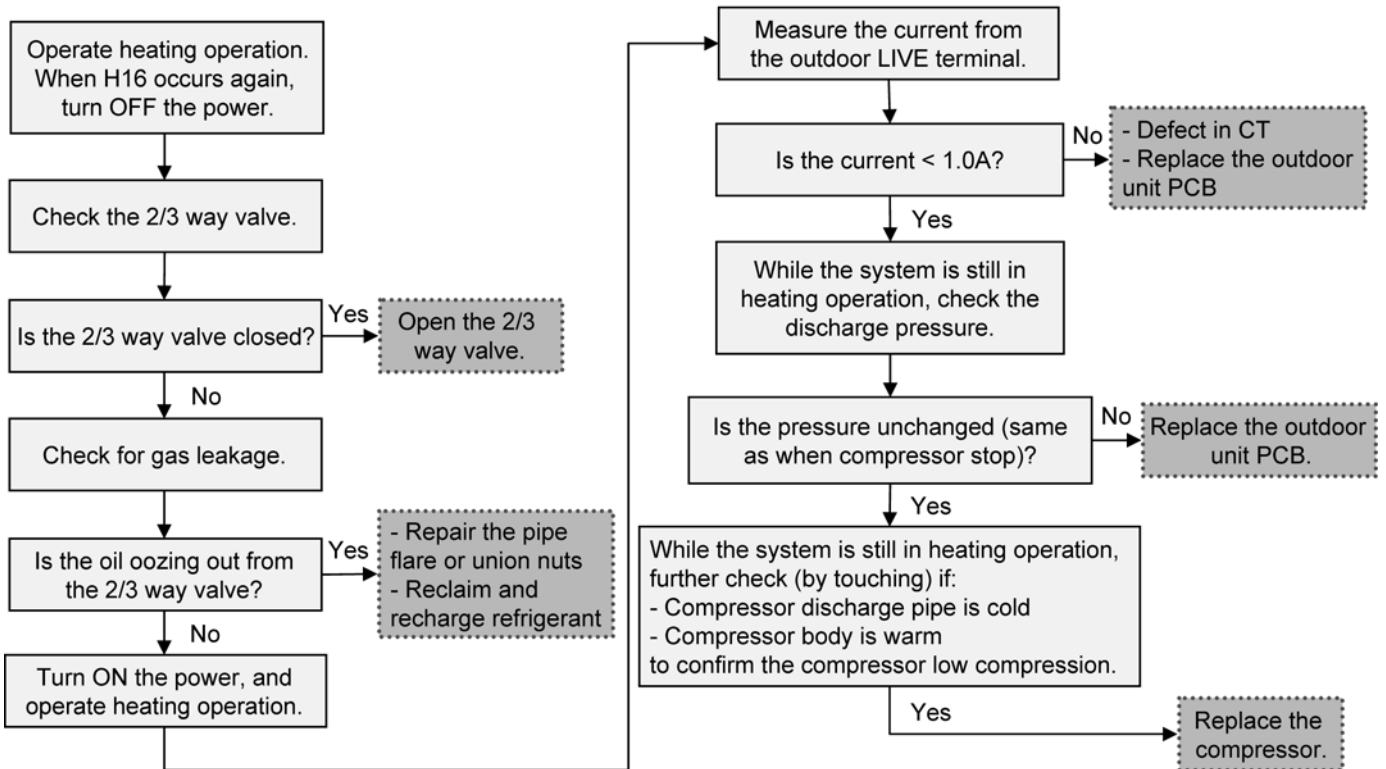 Operate heating operation.
When H16 occurs again,
turn OFF the power.
Check the 2/3 way valve.
Is the 2/3 way valve closed?
Yes
Open the 2/3
way valve.
No
Check for gas leakage.
Is the oil oozing out from
the 2/3 way valve?
Yes
- Repair the pipe
flare or union nuts
- Reclaim and
recharge refrigerant
No
Turn ON the power, and
operate heating operation.
Measure the current from
the outdoor LIVE terminal.
Is the current < 1.0A?
No
- Defect in CT
- Replace the outdoor
unit PCB
Yes
While the system is still in
heating operation, check the
discharge pressure.
Is the pressure unchanged (same
as when compressor stop)?
No
Replace the outdoor
unit PCB.
Yes
While the system is still in heating operation,
further check (by touching) if:
- Compressor discharge pipe is cold
- Compressor body is warm
to confirm the compressor low compression.
Yes
Replace the
compressor.